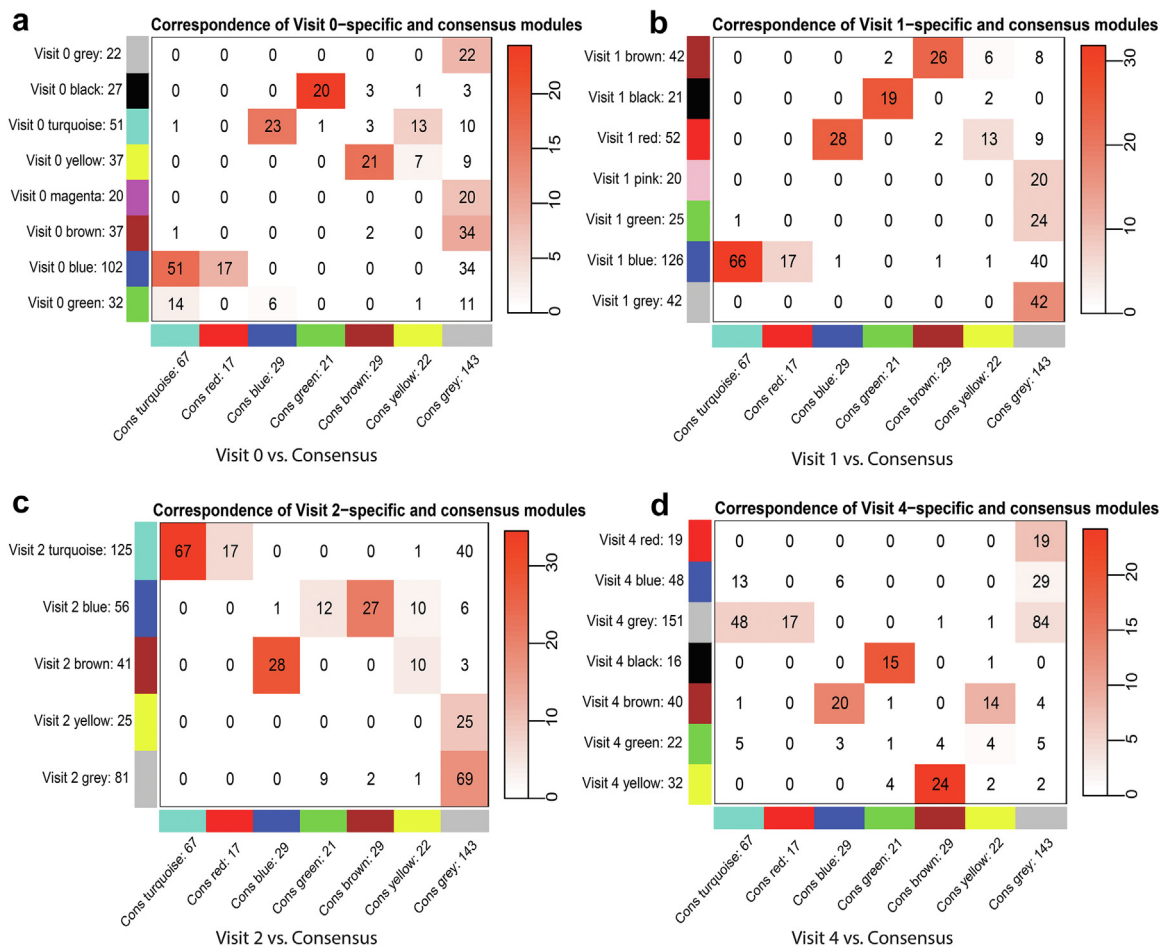 a
Correspondence of Visit 0−specific and consensus modules
Visit 0 grey: 22 0 0 0 0 0 0 22
Visit 0 black: 27 0 0 0 20 3 1 3
Visit 0 turquoise: 51 1 0 23 1 3 13 10
Visit 0 yellow: 37 0 0 0 0 21 7 9
Visit 0 magenta: 20 0 0 0 0 0 0 20
Visit 0 brown: 37 1 0 0 0 2 0 34
Visit 0 blue: 102 51 17 0 0 0 0 34
Visit 0 green: 32 14 0 6 0 0 1 11
20
15
10
5
0
Cons turquoise: 67
Cons red: 17
Cons blue: 29
Cons green: 21
Cons brown: 29
Cons yellow: 22
Cons grey: 143
Visit 0 vs. Consensus
b
Correspondence of Visit 1−specific and consensus modules
Visit 1 brown: 42 0 0 0 2 26 6 8
Visit 1 black: 21 0 0 0 19 0 2 0
Visit 1 red: 52 0 0 28 0 2 13 9
Visit 1 pink: 20 0 0 0 0 0 0 20
Visit 1 green: 25 1 0 0 0 0 0 24
Visit 1 blue: 126 66 17 1 0 1 1 40
Visit 1 grey: 42 0 0 0 0 0 0 42
30
20
10
0
Cons turquoise: 67
Cons red: 17
Cons blue: 29
Cons green: 21
Cons brown: 29
Cons yellow: 22
Cons grey: 143
Visit 1 vs. Consensus
c
Correspondence of Visit 2−specific and consensus modules
Visit 2 turquoise: 125 67 17 0 0 0 1 40
Visit 2 blue: 56 0 0 1 12 27 10 6
Visit 2 brown: 41 0 0 28 0 0 10 3
Visit 2 yellow: 25 0 0 0 0 0 0 25
Visit 2 grey: 81 0 0 0 9 2 1 69
30
20
10
0
Cons turquoise: 67
Cons red: 17
Cons blue: 29
Cons green: 21
Cons brown: 29
Cons yellow: 22
Cons grey: 143
Visit 2 vs. Consensus
d
Correspondence of Visit 4−specific and consensus modules
Visit 4 red: 19 0 0 0 0 0 0 19
Visit 4 blue: 48 13 0 6 0 0 0 29
Visit 4 grey: 151 48 17 0 0 1 1 84
Visit 4 black: 16 0 0 0 15 0 1 0
Visit 4 brown: 40 1 0 20 1 0 14 4
Visit 4 green: 22 5 0 3 1 4 4 5
Visit 4 yellow: 32 0 0 0 4 24 2 2
20
15
10
5
0
Cons turquoise: 67
Cons red: 17
Cons blue: 29
Cons green: 21
Cons brown: 29
Cons yellow: 22
Cons grey: 143
Visit 4 vs. Consensus